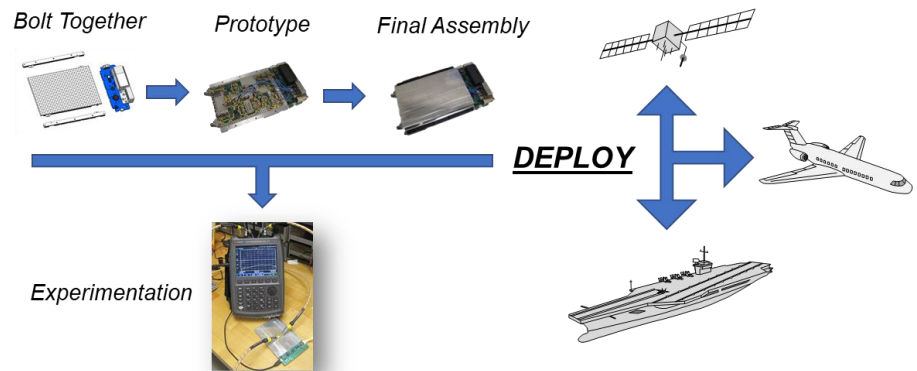 Bolt Together
Prototype
Final Assembly
DEPLOY
Experimentation